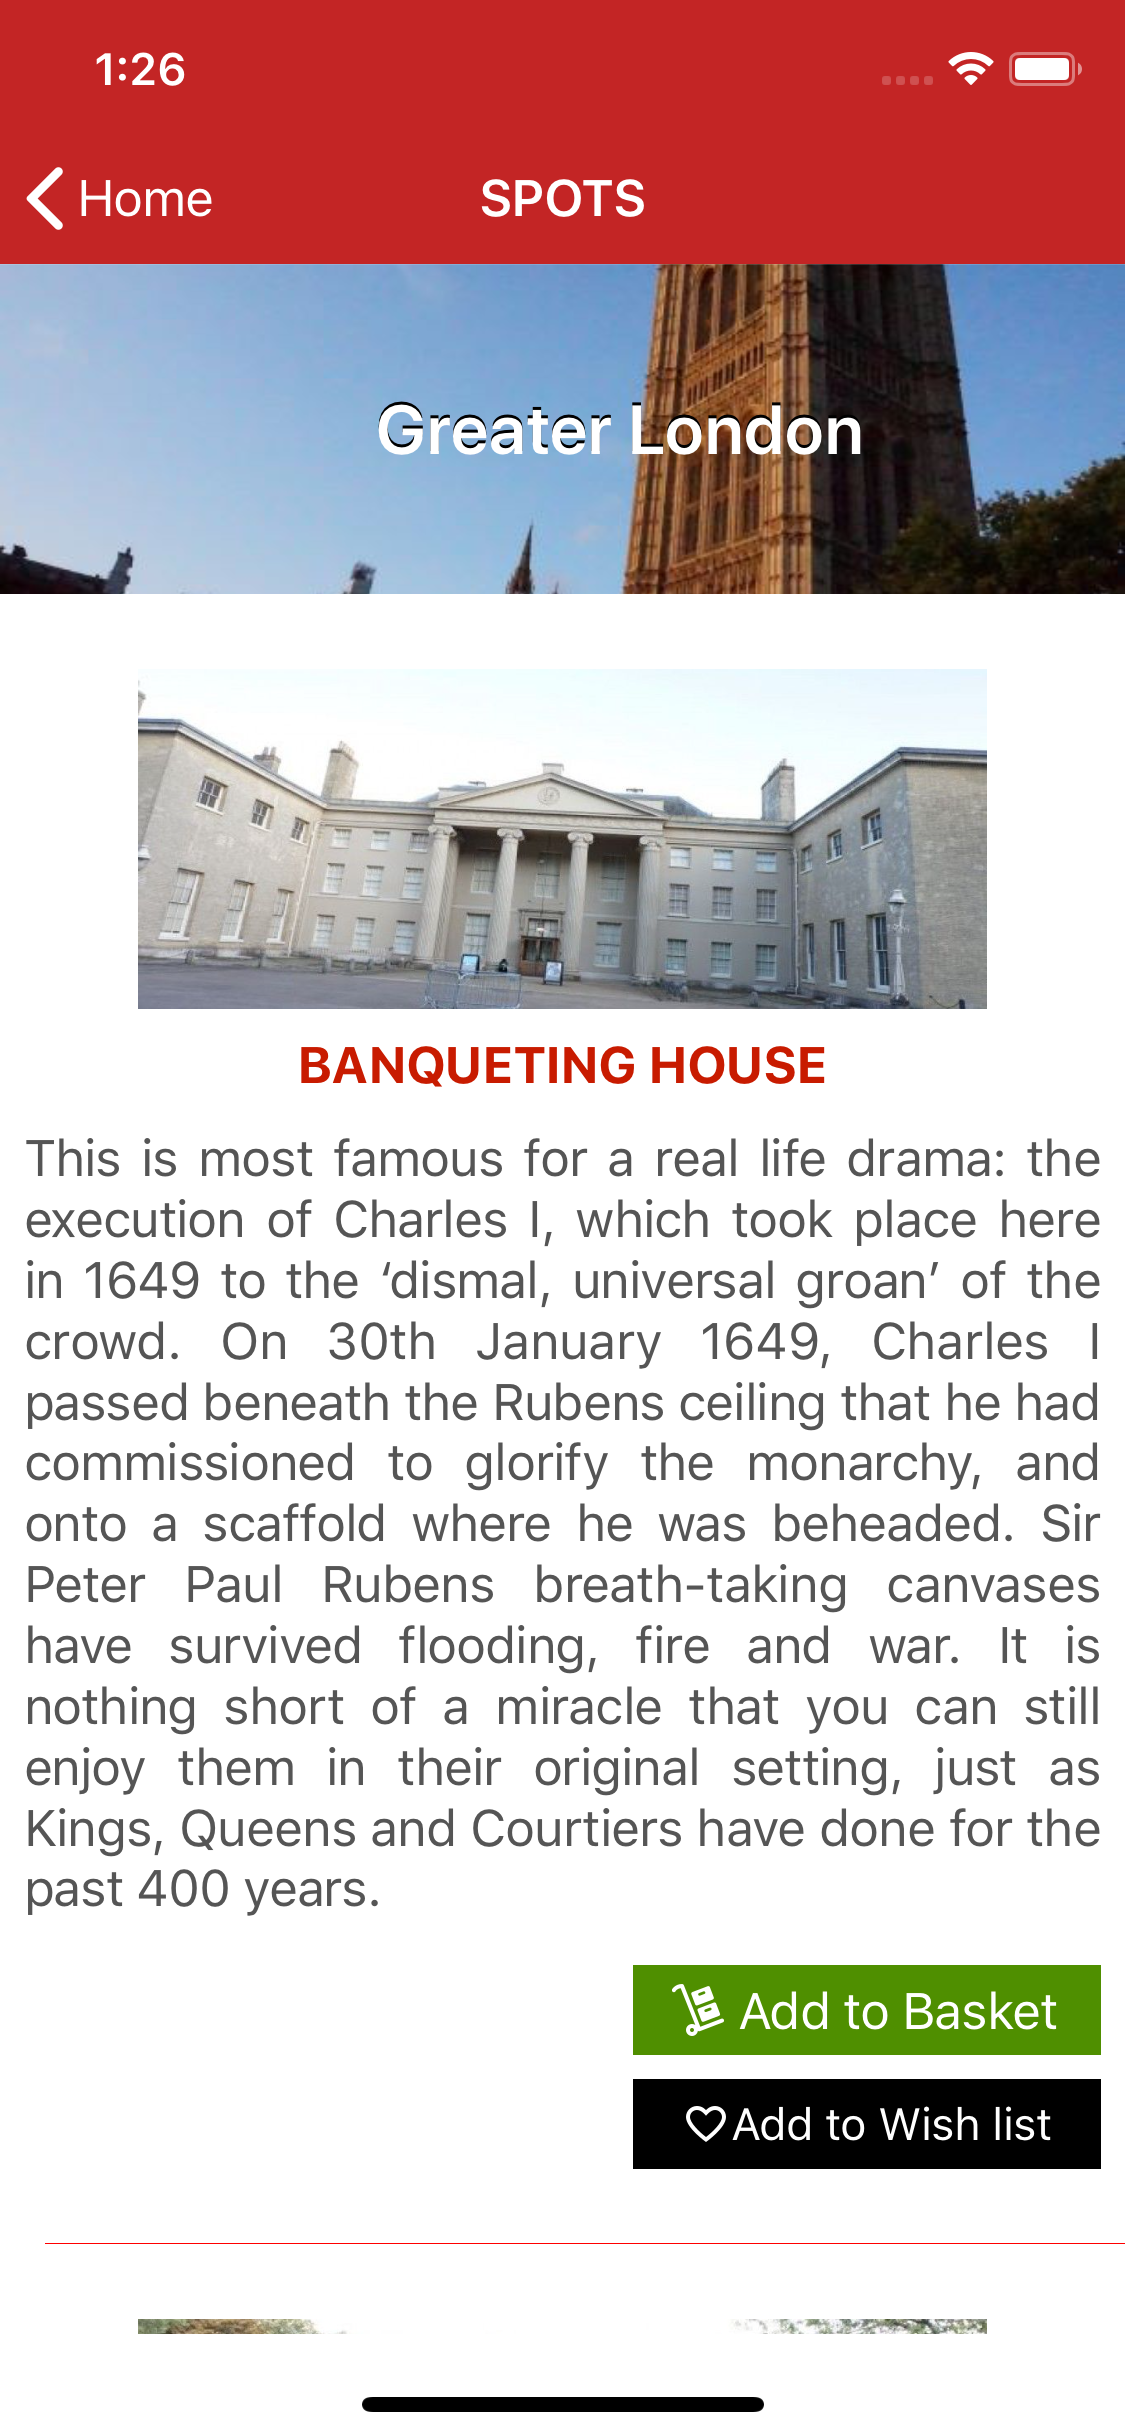 1:26
Home
SPOTS
Greater London
BANQUETING HOUSE
This is most famous for a real life drama: the
execution of Charles I, which took place here
in 1649 to the ‘dismal, universal groan’ of the
crowd. On 30th January 1649, Charles I
passed beneath the Rubens ceiling that he had
commissioned to glorify the monarchy, and
onto a scaffold where he was beheaded. Sir
Peter Paul Rubens breath-taking canvases
have survived flooding, fire and war. It is
nothing short of a miracle that you can still
enjoy them in their original setting, just as
Kings, Queens and Courtiers have done for the
past 400 years.
Add to Basket
Add to Wish list